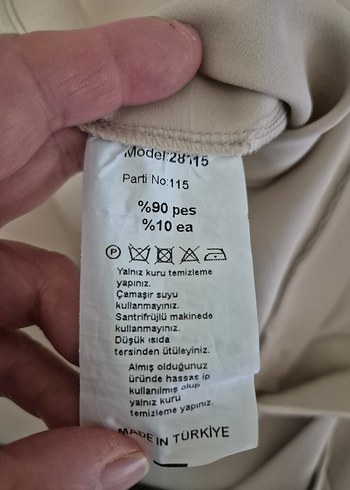 Model:28115
Parti No:115
%90 pes
%10 ea
P
Yalnız kuru temizleme
yapınız.
Çamaşır suyu
kullanmayınız.
Santrifrüjlü makinede
kullanmayınız.
Düşük ısıda
tersinden ütüleyiniz.
Almış olduğunuz
üründe hassas ip
kullanılmış olup
yalnız kuru
temizleme yapınız.
MADE IN TÜRKİYE